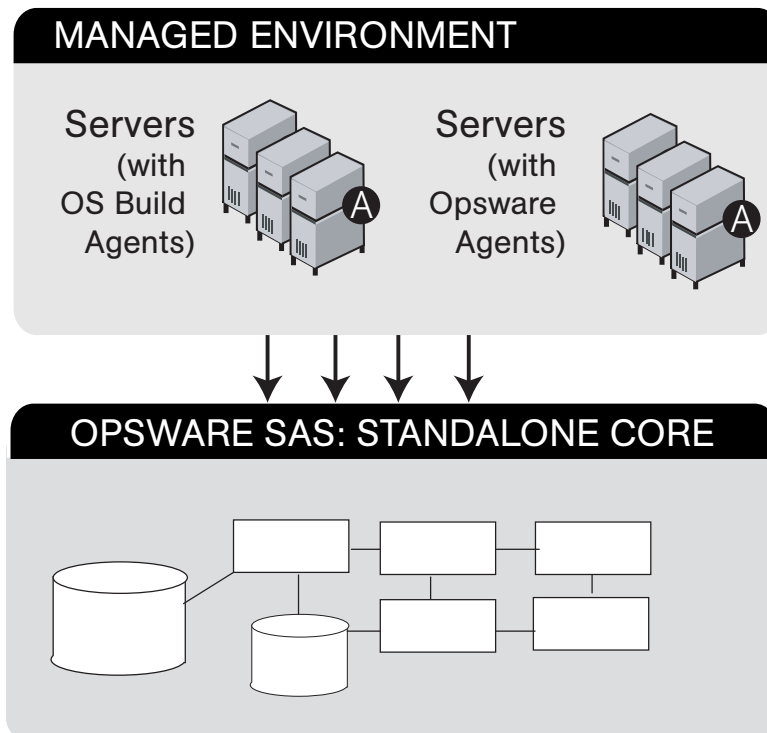 MANAGED ENVIRONMENT
Servers
(with
OS Build
Agents)
A
Servers
(with
Opsware
Agents)
A
OPSWARE SAS: STANDALONE CORE